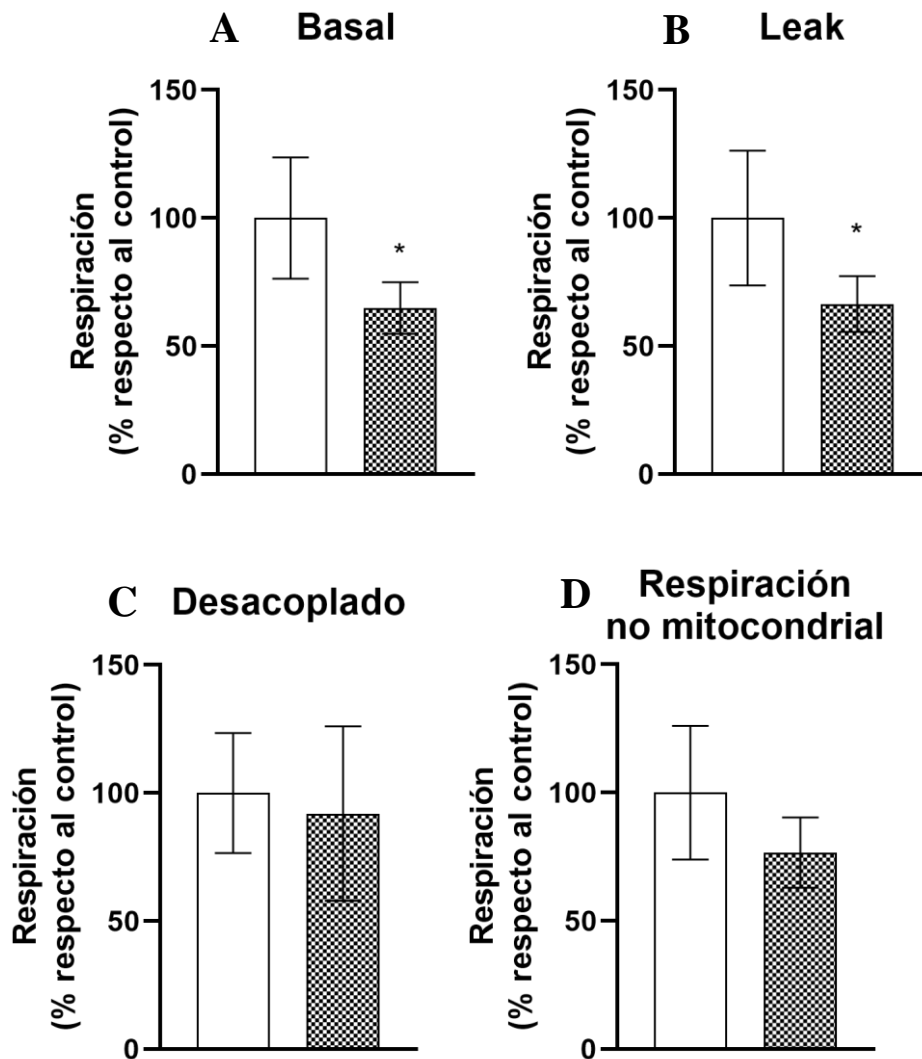 A Basal
Respiración
(% respecto al control)
150
100
50
0
*
B Leak
Respiración
(% respecto al control)
150
100
50
0
*
C Desacoplado
Respiración
(% respecto al control)
150
100
50
0
D Respiración
no mitocondrial
Respiración
(% respecto al control)
150
100
50
0